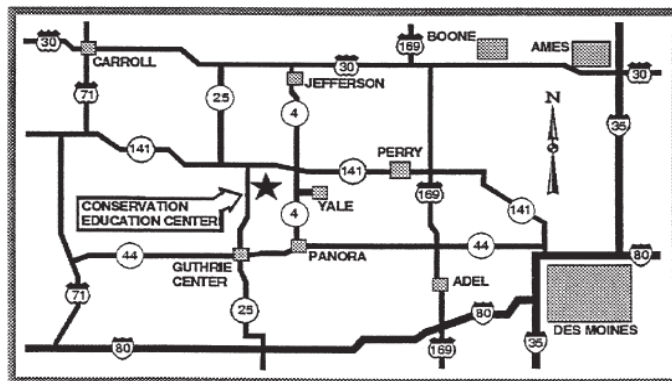 169
BOONE
AMES
30
CARROLL
30
30
JEFFERSON
71
25
4
N
35
141
PERRY
141
169
CONSERVATION
EDUCATION CENTER
YALE
141
4
44
GUTHRIE
CENTER
PANORA
44
80
71
ADEL
25
80
DES MOINES
80
169
35